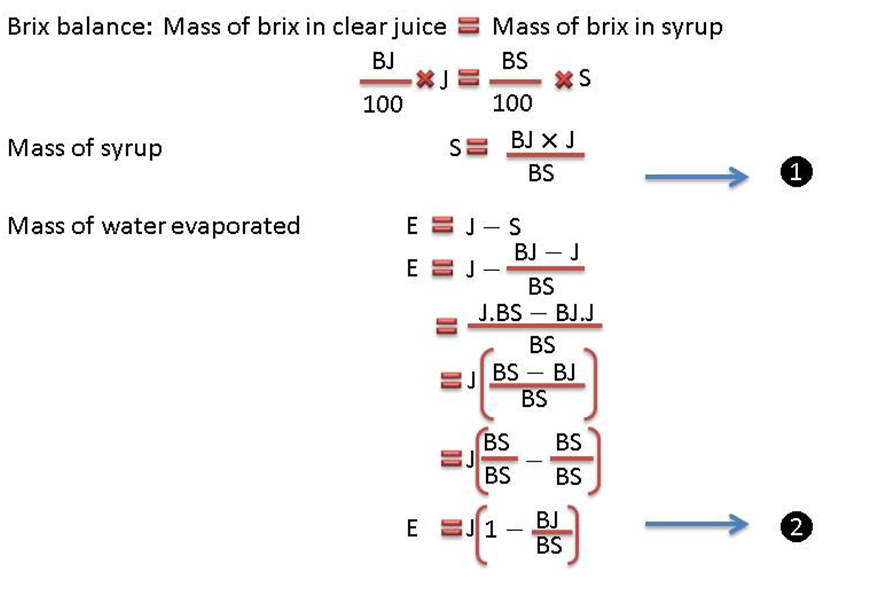 Brix balance: Mass of brix in clear juice = Mass of brix in syrup
BJ BS
× J = × S
100 100
Mass of syrup S = BJ × J
BS
1
Mass of water evaporated E = J – S
E = J – BJ – J
BS
= J.BS – BJ.J
BS
= J ( BS – BJ )
BS
= J ( BS – BS )
BS BS
E = J ( 1 – BJ )
BS
2